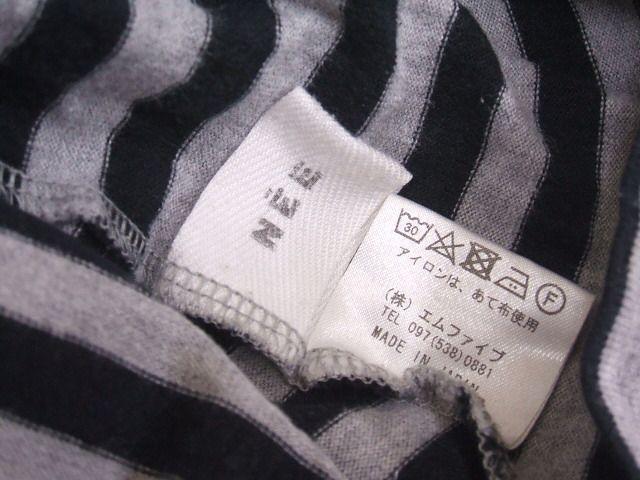 NÉE
30
F
アイロンは、あて布使用
(株) エムファイブ
TEL 097(538)0881
MADE IN JAPAN